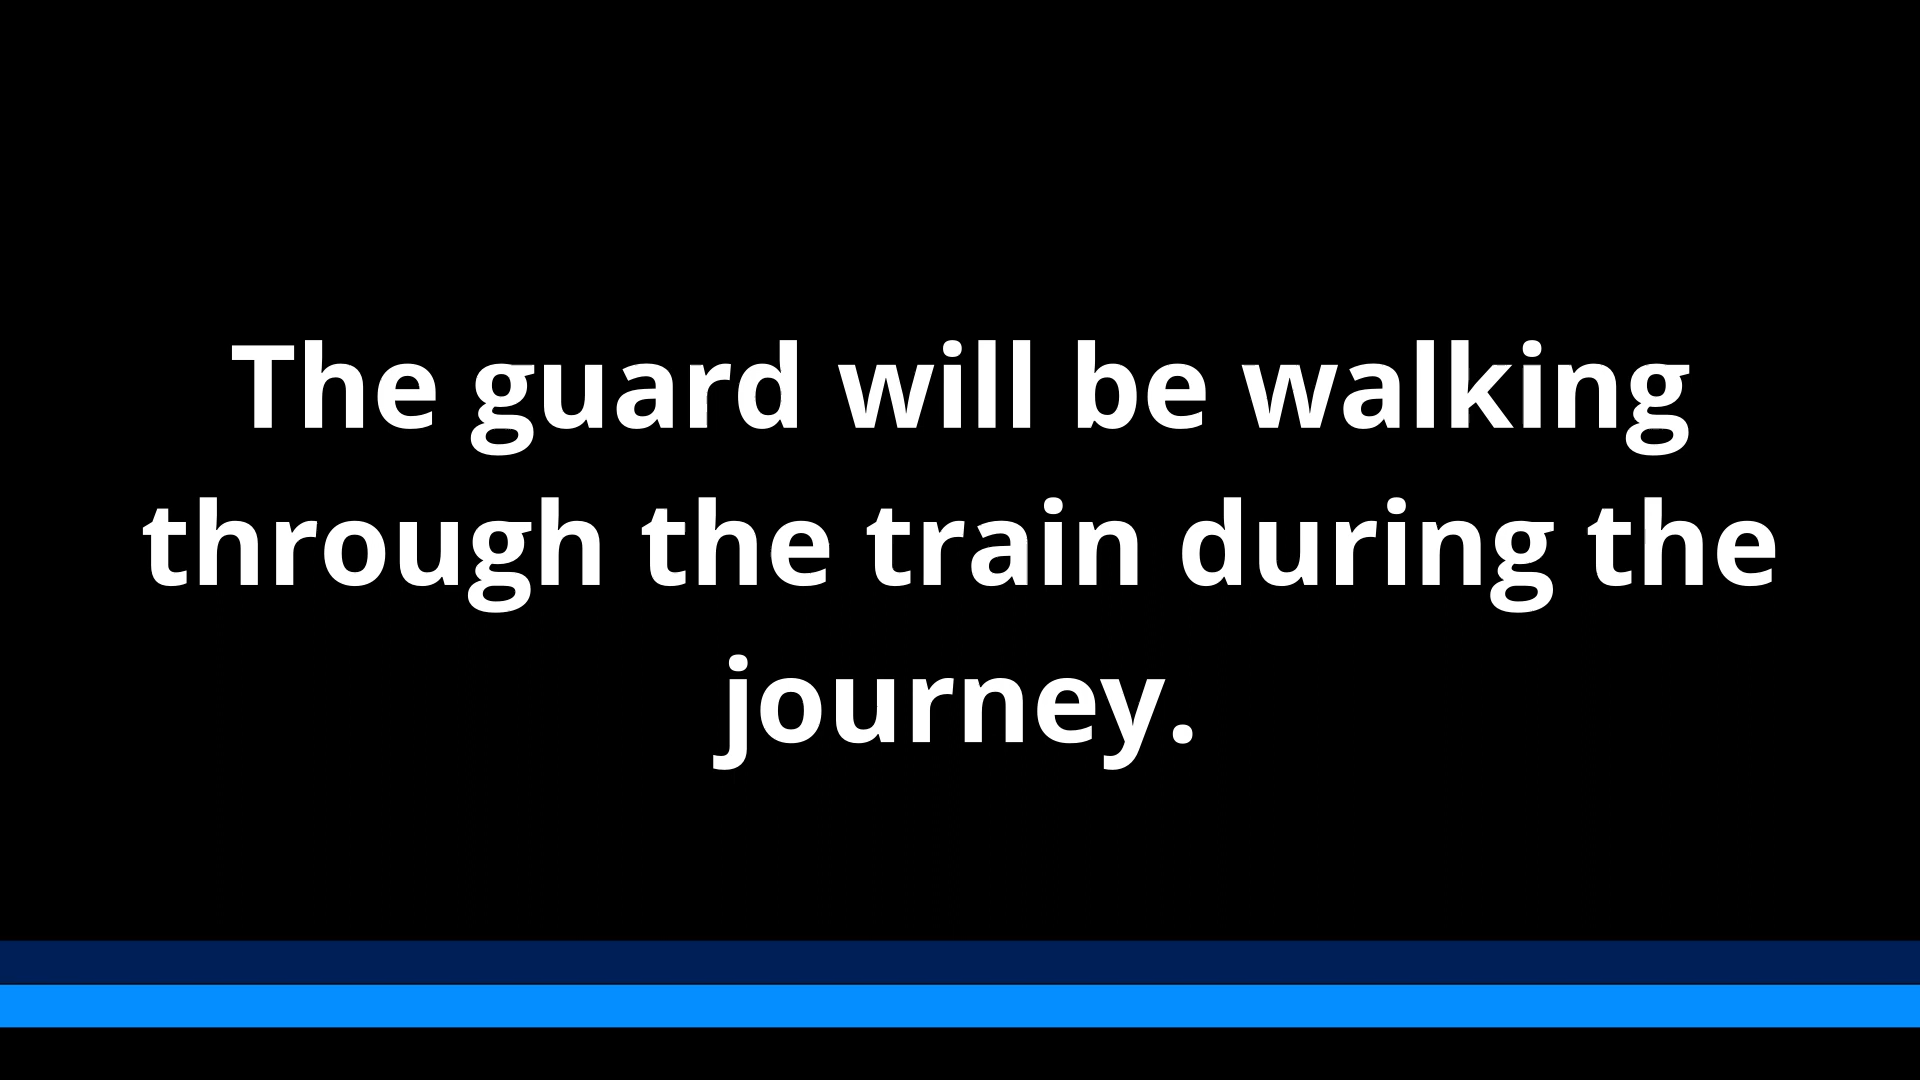 The guard will be walking
through the train during the
journey.